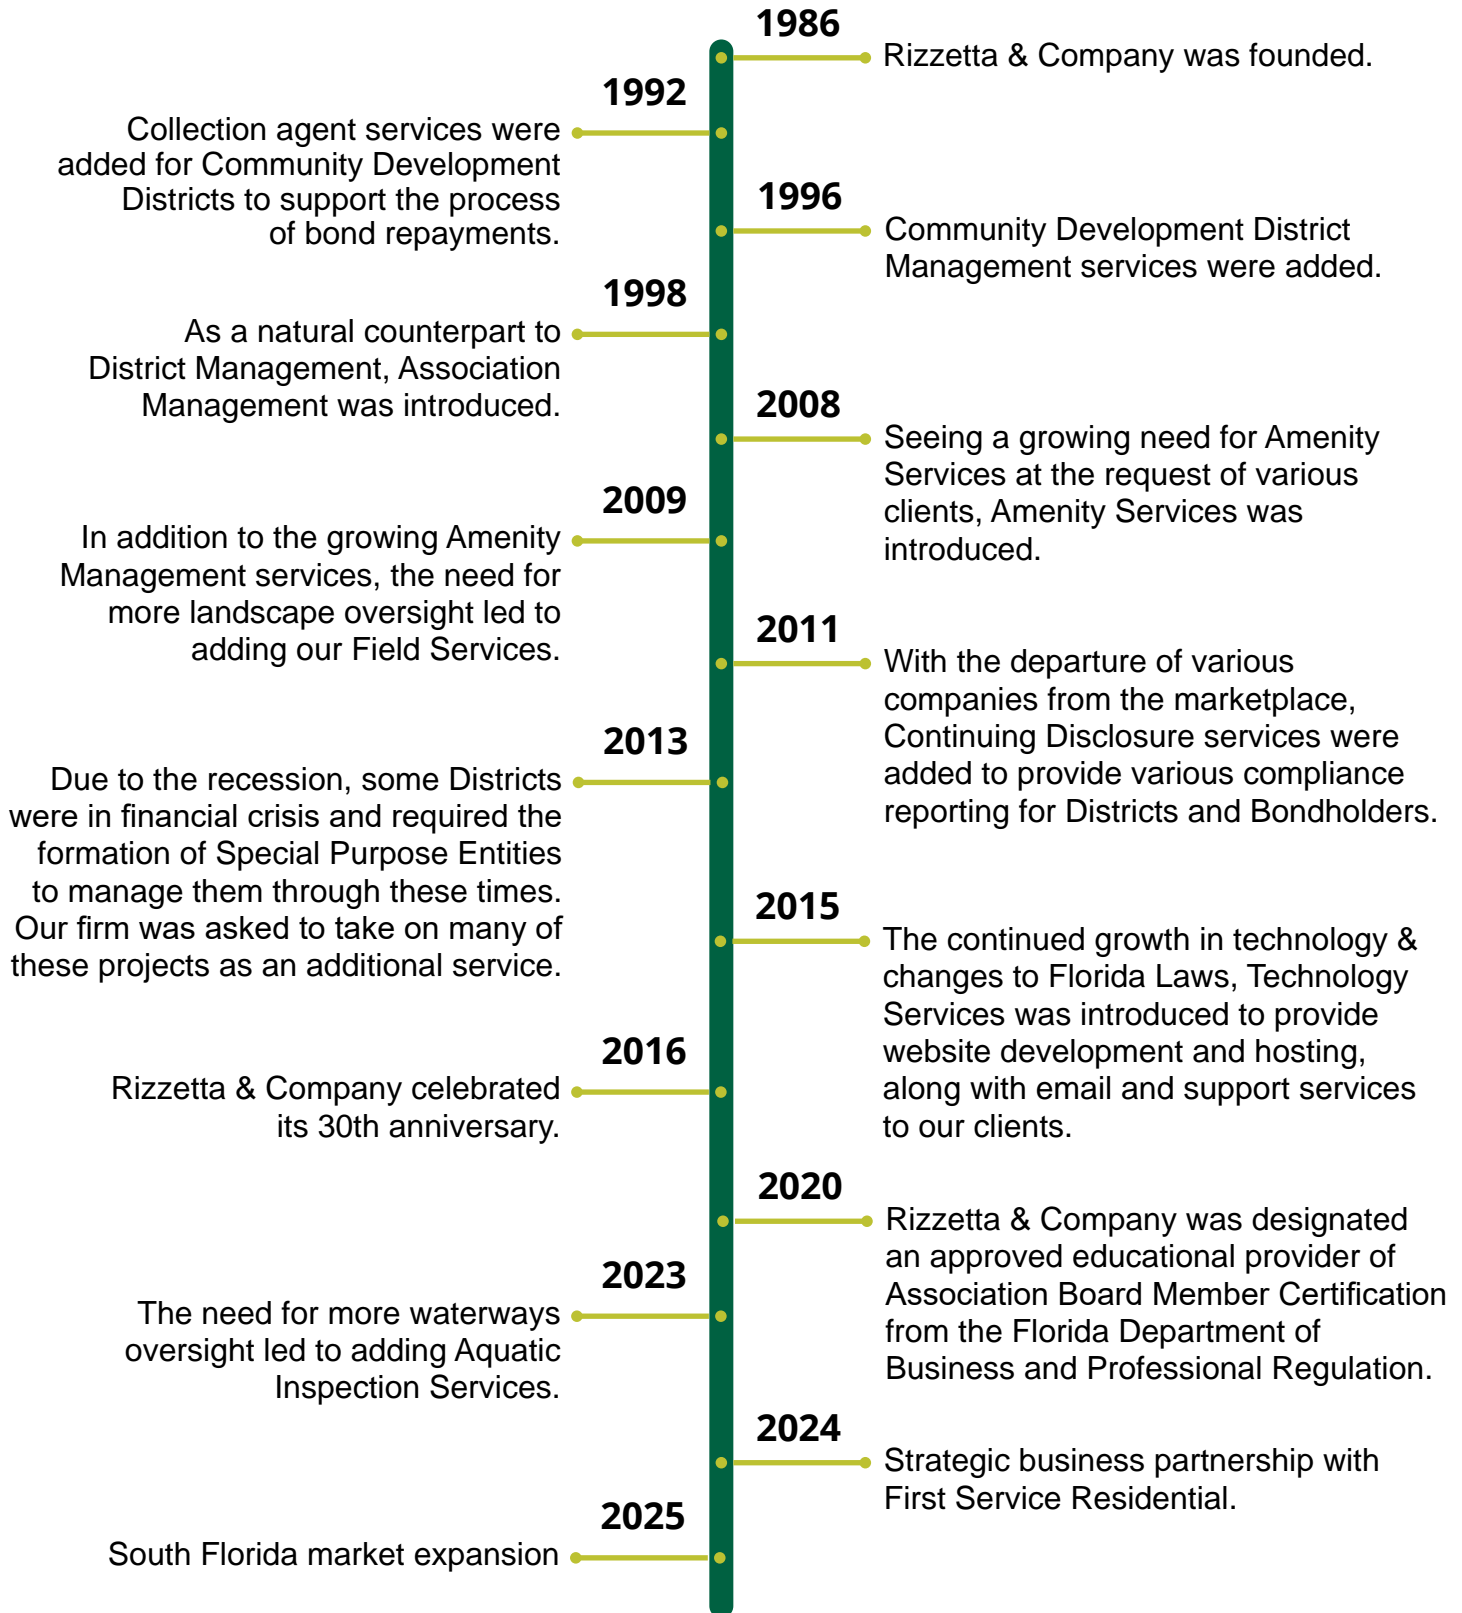 1986
Rizzetta & Company was founded.
1992
Collection agent services were
added for Community Development
Districts to support the process
of bond repayments.
1996
Community Development District
Management services were added.
1998
As a natural counterpart to
District Management, Association
Management was introduced.
2008
Seeing a growing need for Amenity
Services at the request of various
clients, Amenity Services was
introduced.
2009
In addition to the growing Amenity
Management services, the need for
more landscape oversight led to
adding our Field Services.
2011
With the departure of various
companies from the marketplace,
Continuing Disclosure services were
added to provide various compliance
reporting for Districts and Bondholders.
2013
Due to the recession, some Districts
were in financial crisis and required the
formation of Special Purpose Entities
to manage them through these times.
Our firm was asked to take on many of
these projects as an additional service.
2015
The continued growth in technology &
changes to Florida Laws, Technology
Services was introduced to provide
website development and hosting,
along with email and support services
to our clients.
2016
Rizzetta & Company celebrated
its 30th anniversary.
2020
Rizzetta & Company was designated
an approved educational provider of
Association Board Member Certification
from the Florida Department of
Business and Professional Regulation.
2023
The need for more waterways
oversight led to adding Aquatic
Inspection Services.
2024
Strategic business partnership with
First Service Residential.
2025
South Florida market expansion